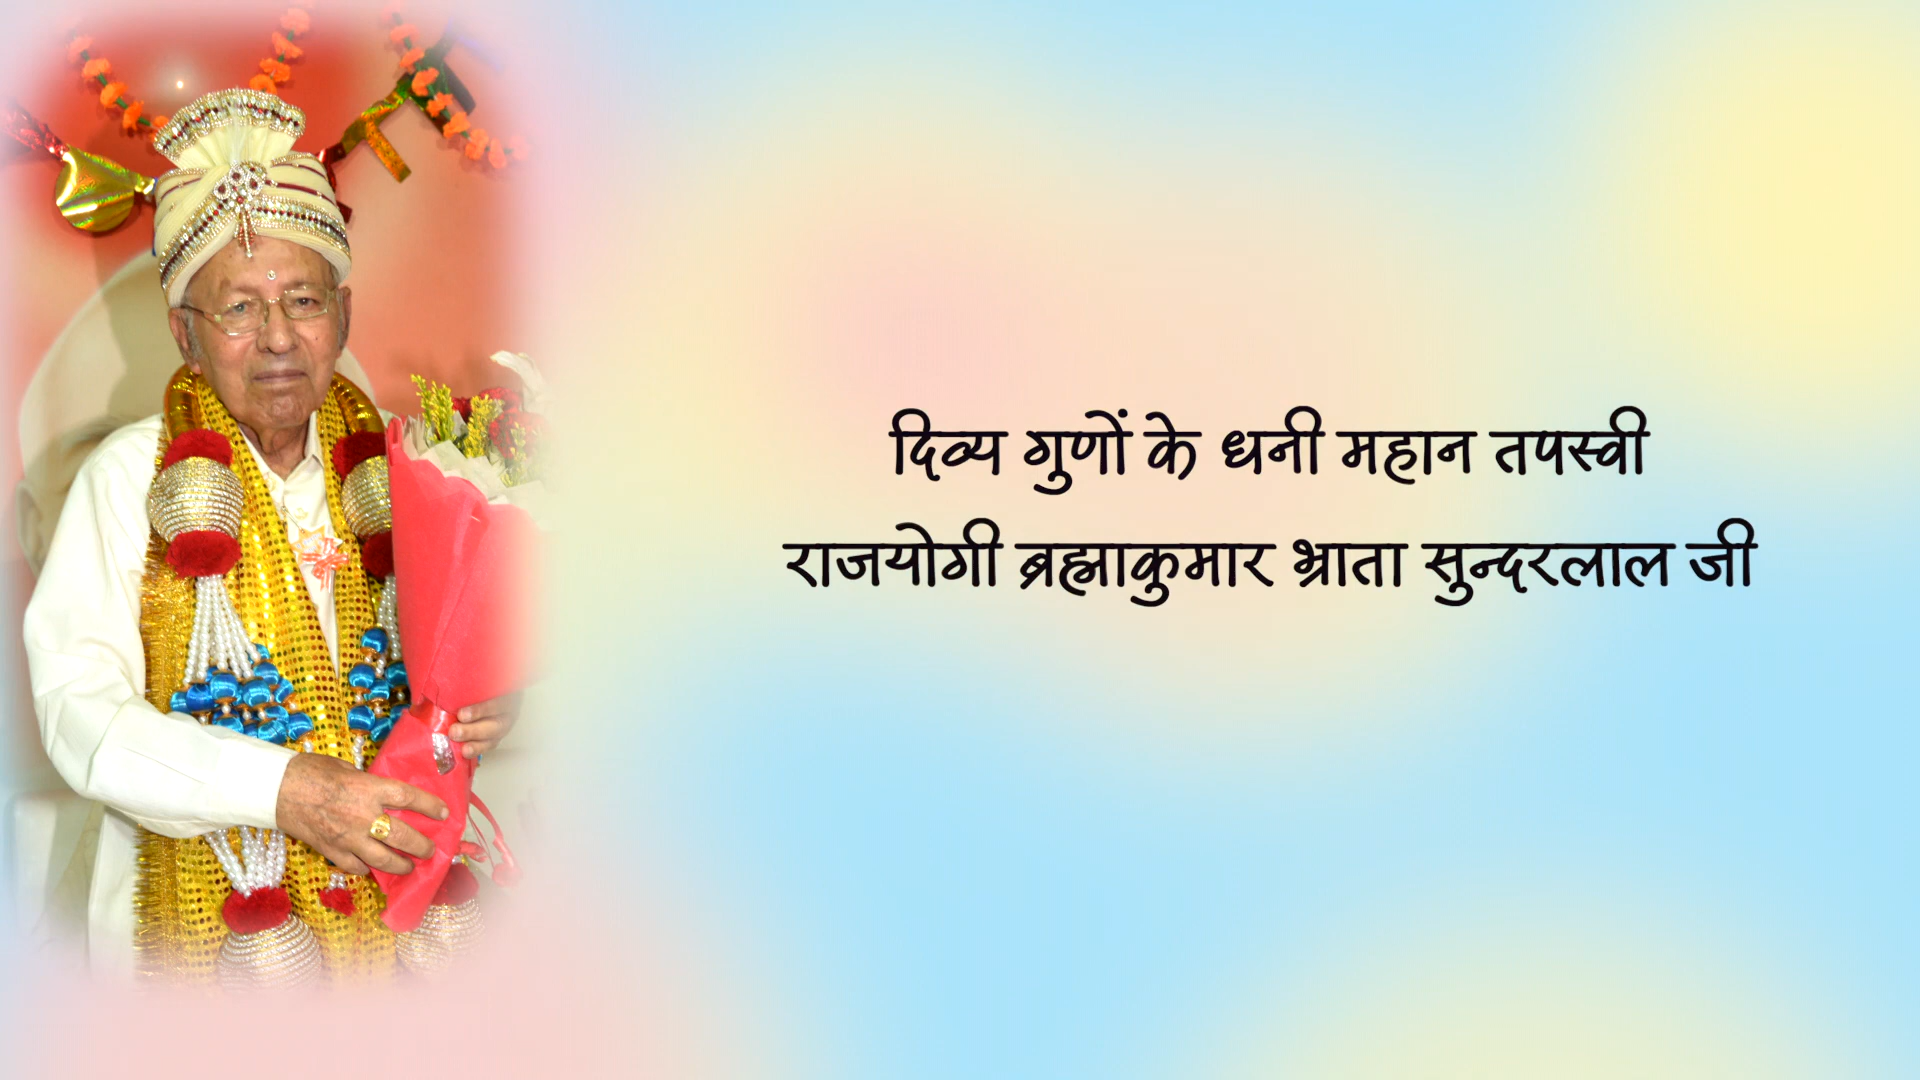 दिव्य गुणों के धनी महान तपस्वी
राजयोगी ब्रह्माकुमार भ्राता सुन्दरलाल जी